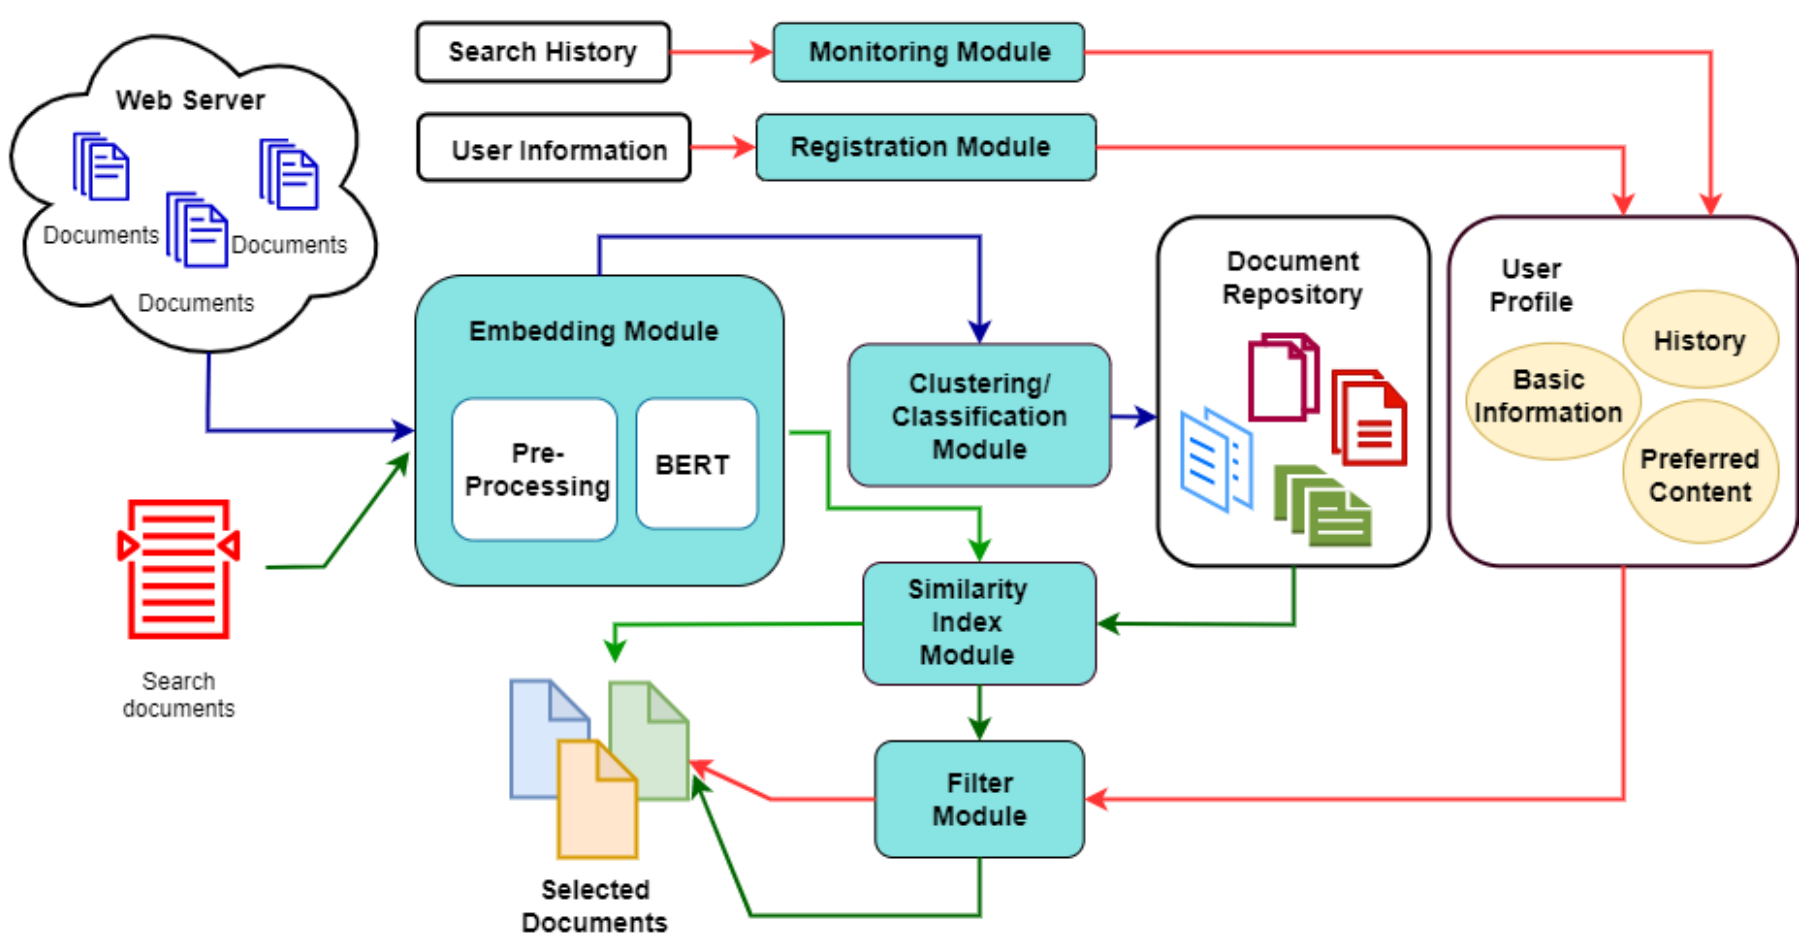 Search History
Monitoring Module
Web Server
User Information
Registration Module
Documents
Documents
Documents
Embedding Module
Pre-
Processing
BERT
Clustering/
Classification
Module
Document
Repository
User
Profile
History
Basic
Information
Preferred
Content
Search
documents
Similarity
Index
Module
Filter
Module
Selected
Documents